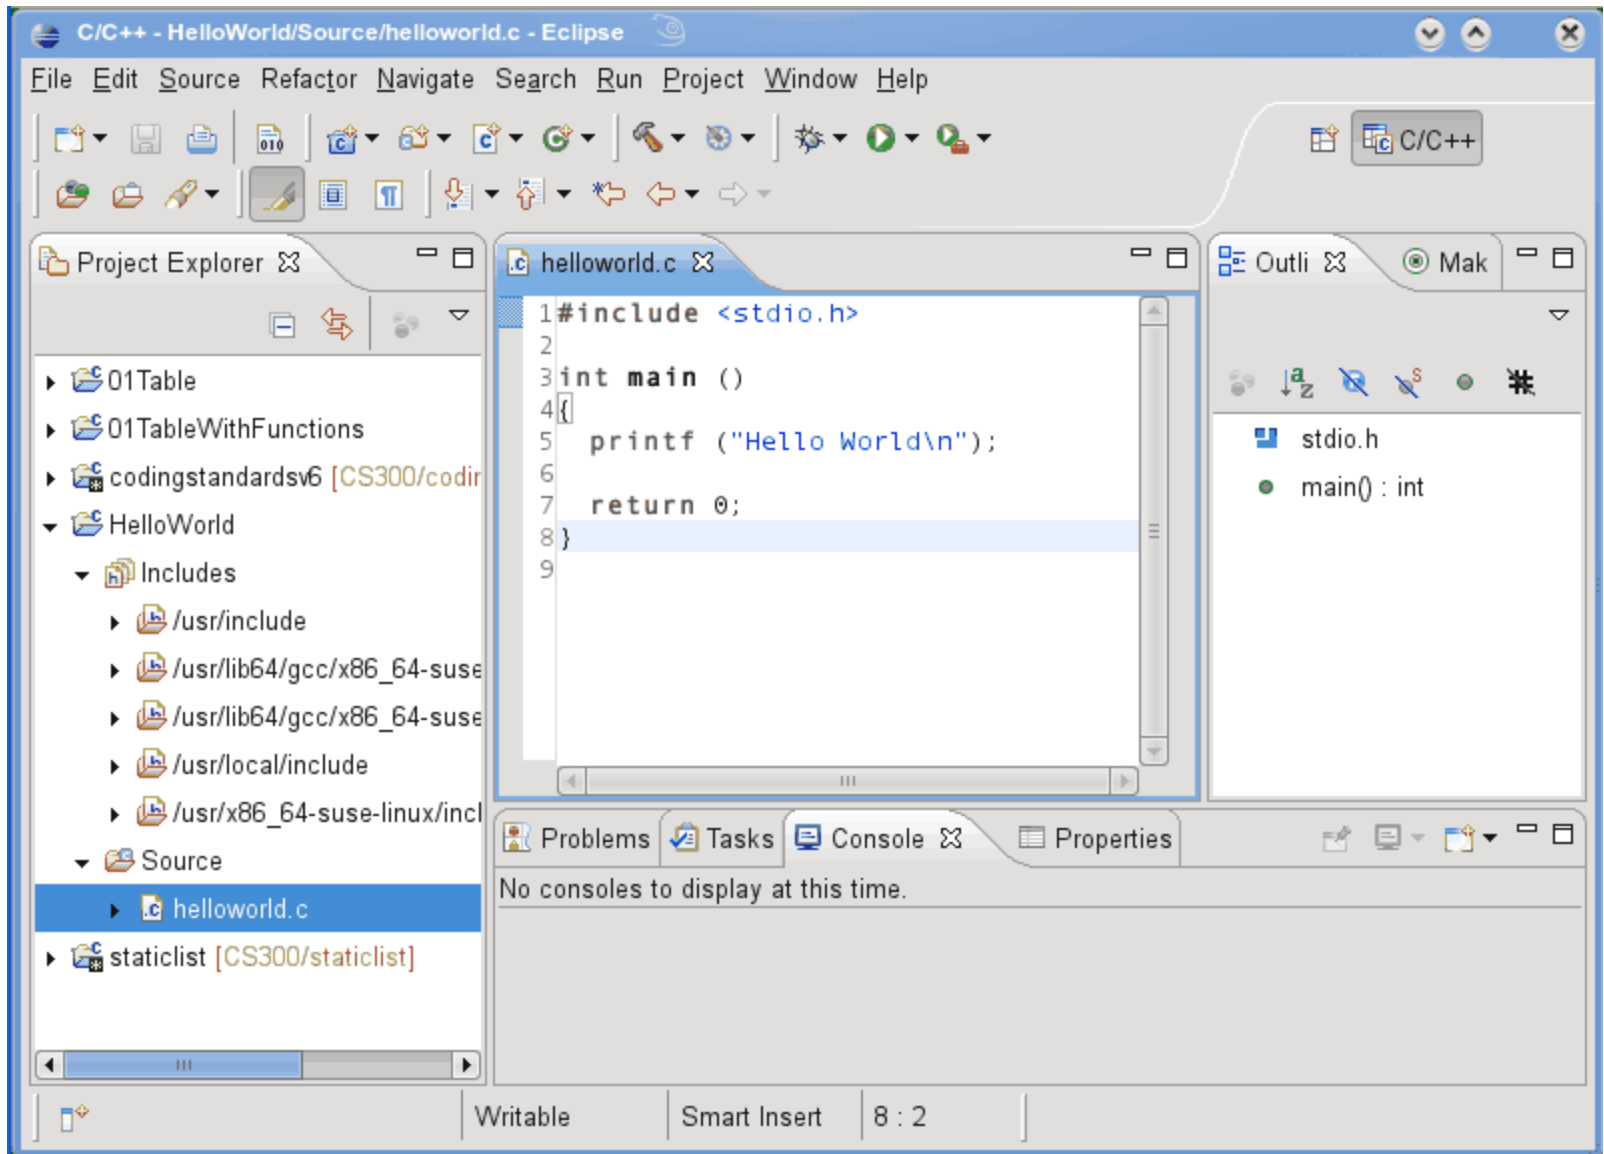 C/C++ - HelloWorld/Source/helloworld.c - Eclipse
File Edit Source Refactor Navigate Search Run Project Window Help
C/C++
Project Explorer
01Table
01TableWithFunctions
codingstandardsv6 [CS300/codin
HelloWorld
Includes
/usr/include
/usr/lib64/gcc/x86_64-suse
/usr/lib64/gcc/x86_64-suse
/usr/local/include
/usr/x86_64-suse-linux/incl
Source
helloworld.c
staticlist [CS300/staticlist]
helloworld.c
1 #include <stdio.h>
2
3 int main ()
4 {
5   printf ("Hello World\n");
6
7   return 0;
8 }
9
Outli Mak
stdio.h
main() : int
Problems Tasks Console Properties
No consoles to display at this time.
Writable Smart Insert 8 : 2